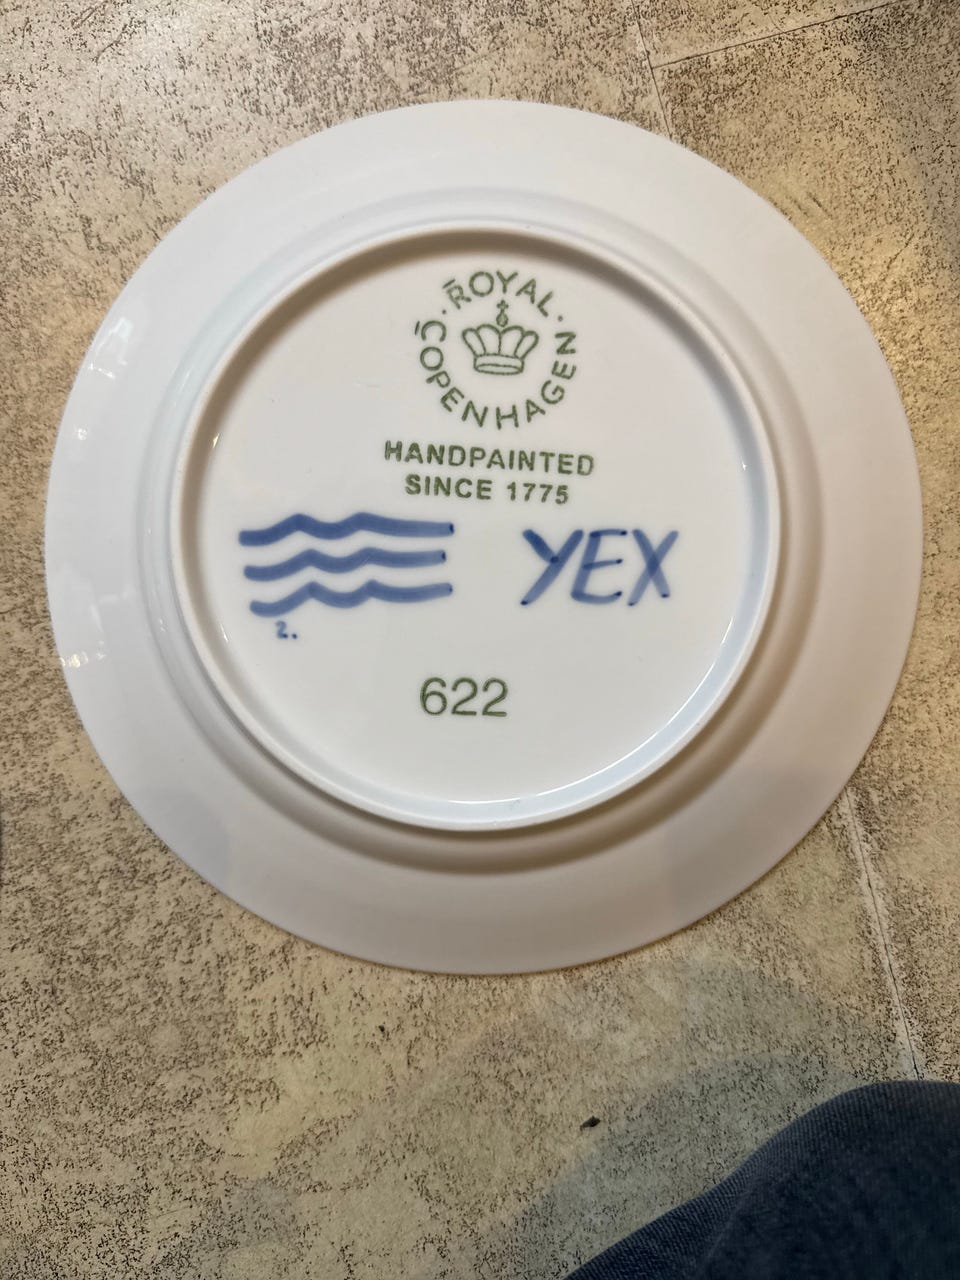 ROYAL
COPENHAGEN
HANDPAINTED
SINCE 1775
YEX
2.
622